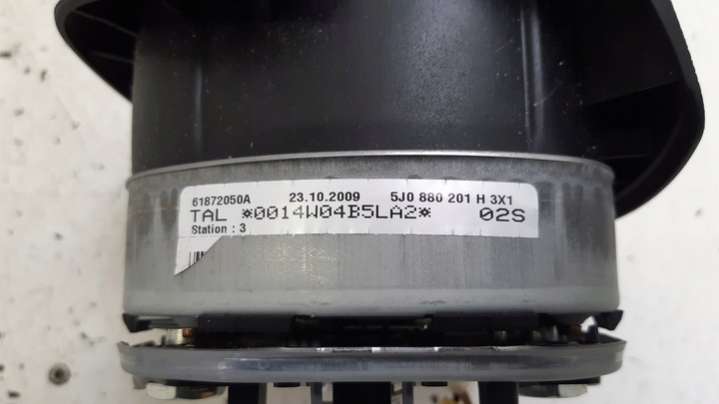 61872050A 23.10.2009 5J0 880 201 H 3X1
TAL *0014W04B5LA2* 02S
Station : 3